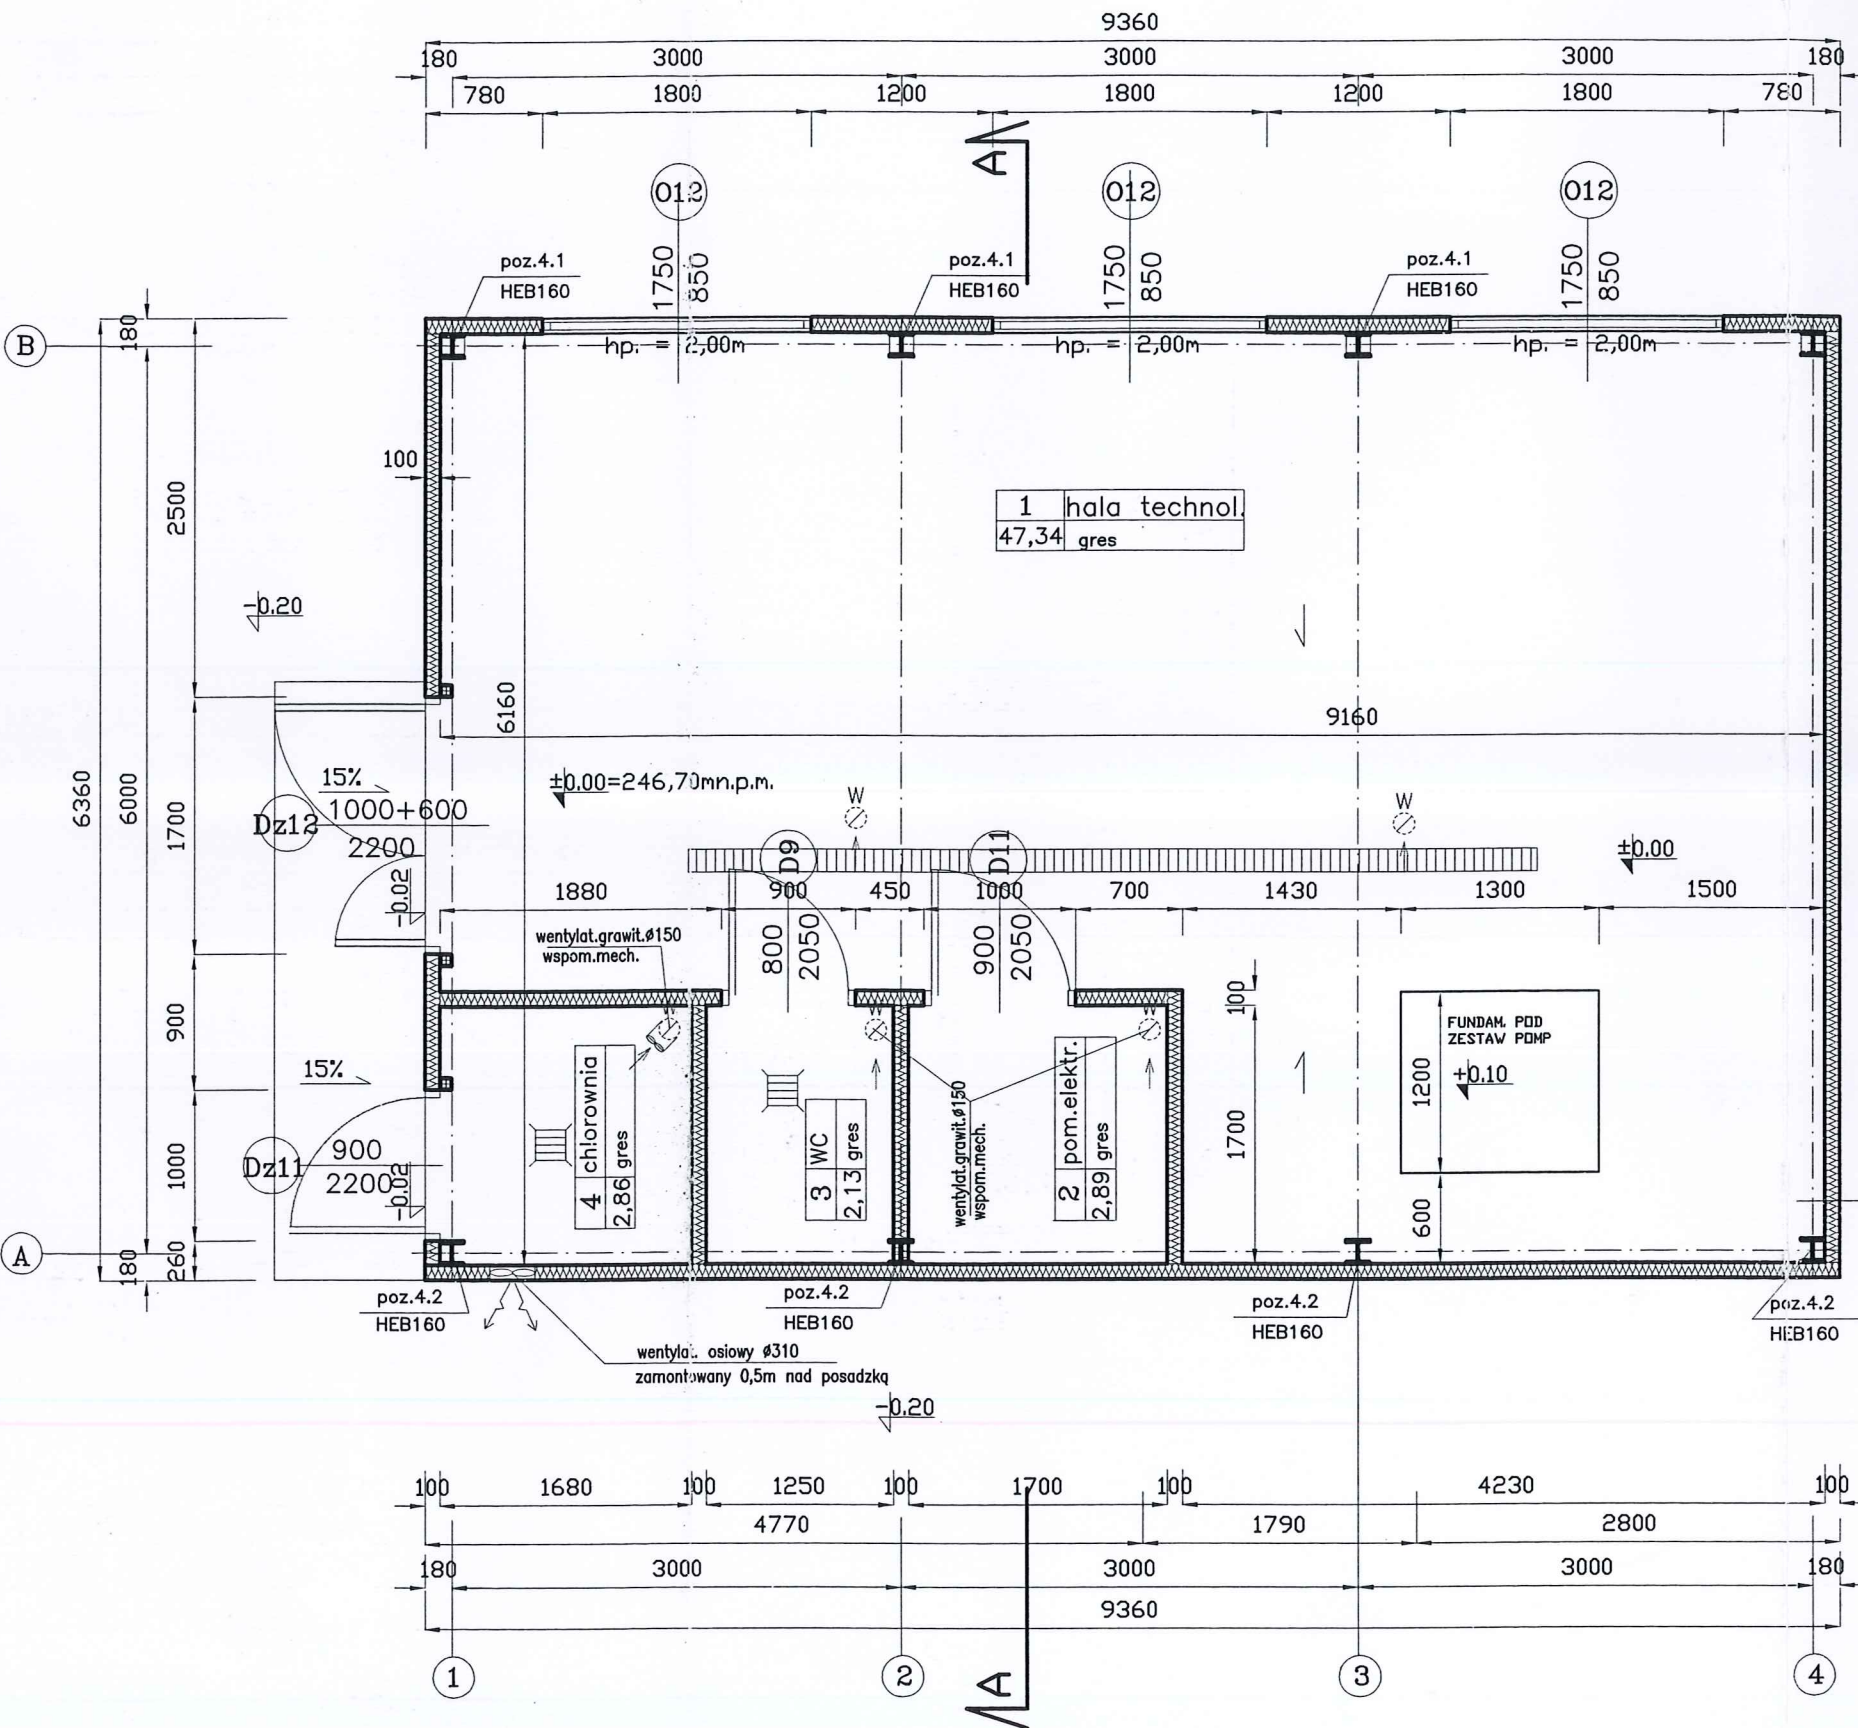 9360
180 3000 3000 3000 180
780 1800 1200 1800 1200 1800 780
A
O12 O12 O12
1750 850 1750 850 1750 850
poz.4.1
HEB160
poz.4.1
HEB160
poz.4.1
HEB160
B
180
hp. = 2,00m hp. = 2,00m hp. = 2,00m
100
2500
1 hala technol.
47,34 gres
-0.20
6160
9160
6360
6000
1700
15%
±0.00=246,70mn.p.m.
W W
Dz12 1000+600
2200
-0.02
D9 D11
±0.00
1880 900 450 1000 700 1430 1300 1500
wentylat.grawit.ø150
wspom.mech.
800
2050
900
2050
100
900
W W W
FUNDAM. POD
ZESTAW POMP
+0.10
1200
15%
4 chlorownia
2,86 gres
3 WC
2,13 gres
wentylat.grawit.ø150
wspom.mech.
2 pom.elektr.
2,89 gres
1700
1000
Dz11 900
2200
-0.02
600
A
180
260
poz.4.2
HEB160
poz.4.2
HEB160
poz.4.2
HEB160
poz.4.2
HEB160
wentylat. osiowy ø310
zamontowany 0,5m nad posadzką
-0.20
100 1680 100 1250 100 1700 100 4230 100
4770 1790 2800
180 3000 3000 3000 180
9360
1 2 3 4
A